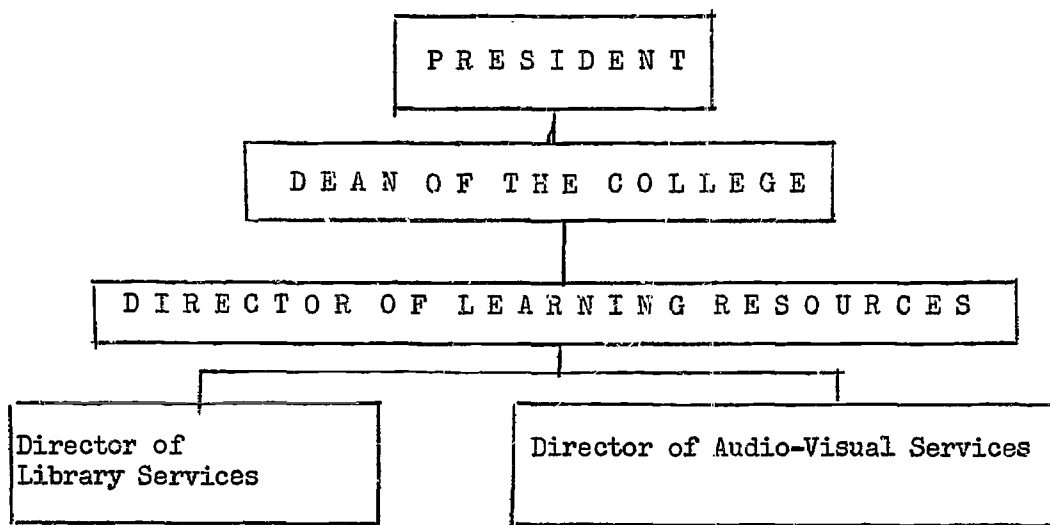 PRESIDENT
DEAN OF THE COLLEGE
DIRECTOR OF LEARNING RESOURCES
Director of
Library Services
Director of Audio-Visual Services